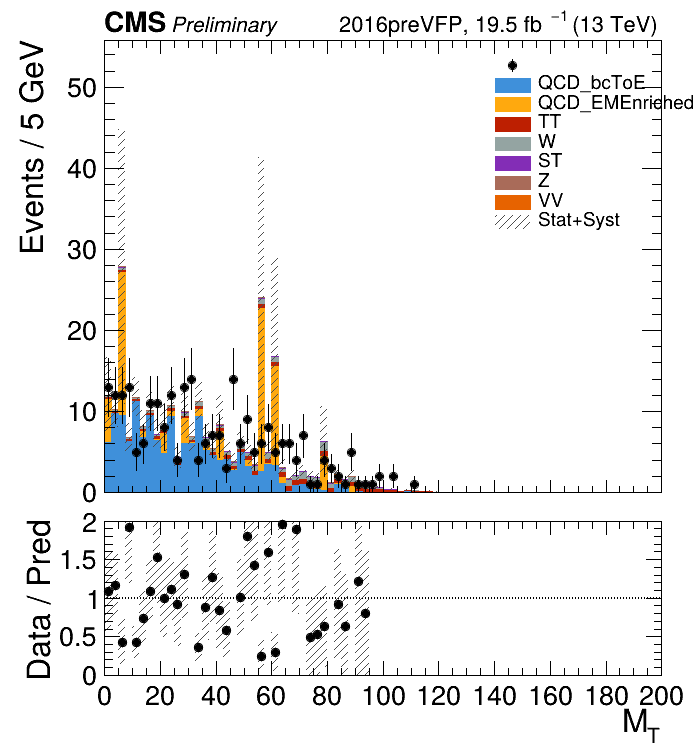 CMS Preliminary 2016preVFP, 19.5 fb⁻¹ (13 TeV)
Events / 5 GeV
50
40
30
20
10
0
QCD_bcToE
QCD_EMEnriehed
TT
W
ST
Z
VV
Stat+Syst
Data / Pred
2
1.5
1
0.5
0
0 20 40 60 80 100 120 140 160 180 200
M_T